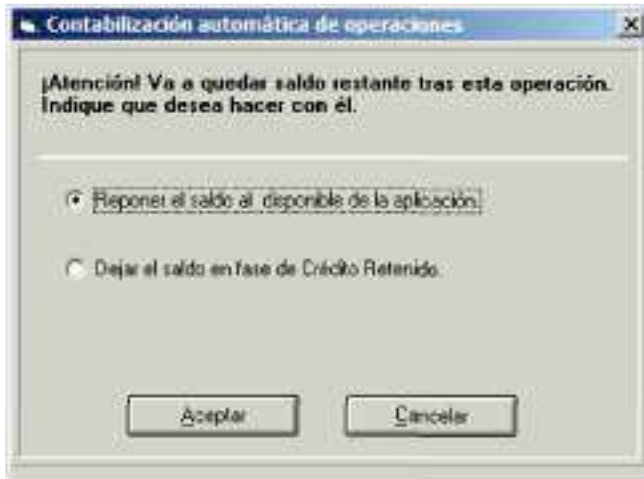 Contabilización automática de operaciones
¡Atención! Va a quedar saldo restante tras esta operación.
Indique que desea hacer con él.
Reponer el saldo al disponible de la aplicación.
Dejar el saldo en fase de Crédito Retenido.
Aceptar
Cancelar